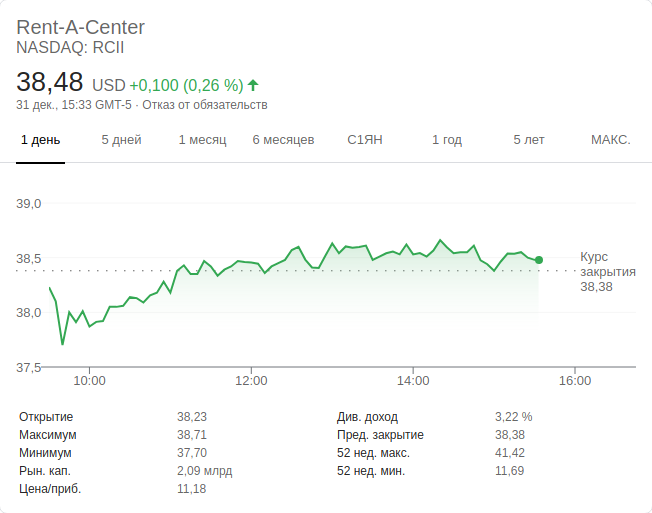 Rent-A-Center
NASDAQ: RCII
38,48 USD +0,100 (0,26 %)
31 дек., 15:33 GMT-5 · Отказ от обязательств
1 день 5 дней 1 месяц 6 месяцев С1ЯН 1 год 5 лет МАКС.
39,0
38,5
38,0
37,5
Курс
закрытия
38,38
10:00 12:00 14:00 16:00
Открытие 38,23 Див. доход 3,22 %
Максимум 38,71 Пред. закрытие 38,38
Минимум 37,70 52 нед. макс. 41,42
Рын. кап. 2,09 млрд 52 нед. мин. 11,69
Цена/приб. 11,18